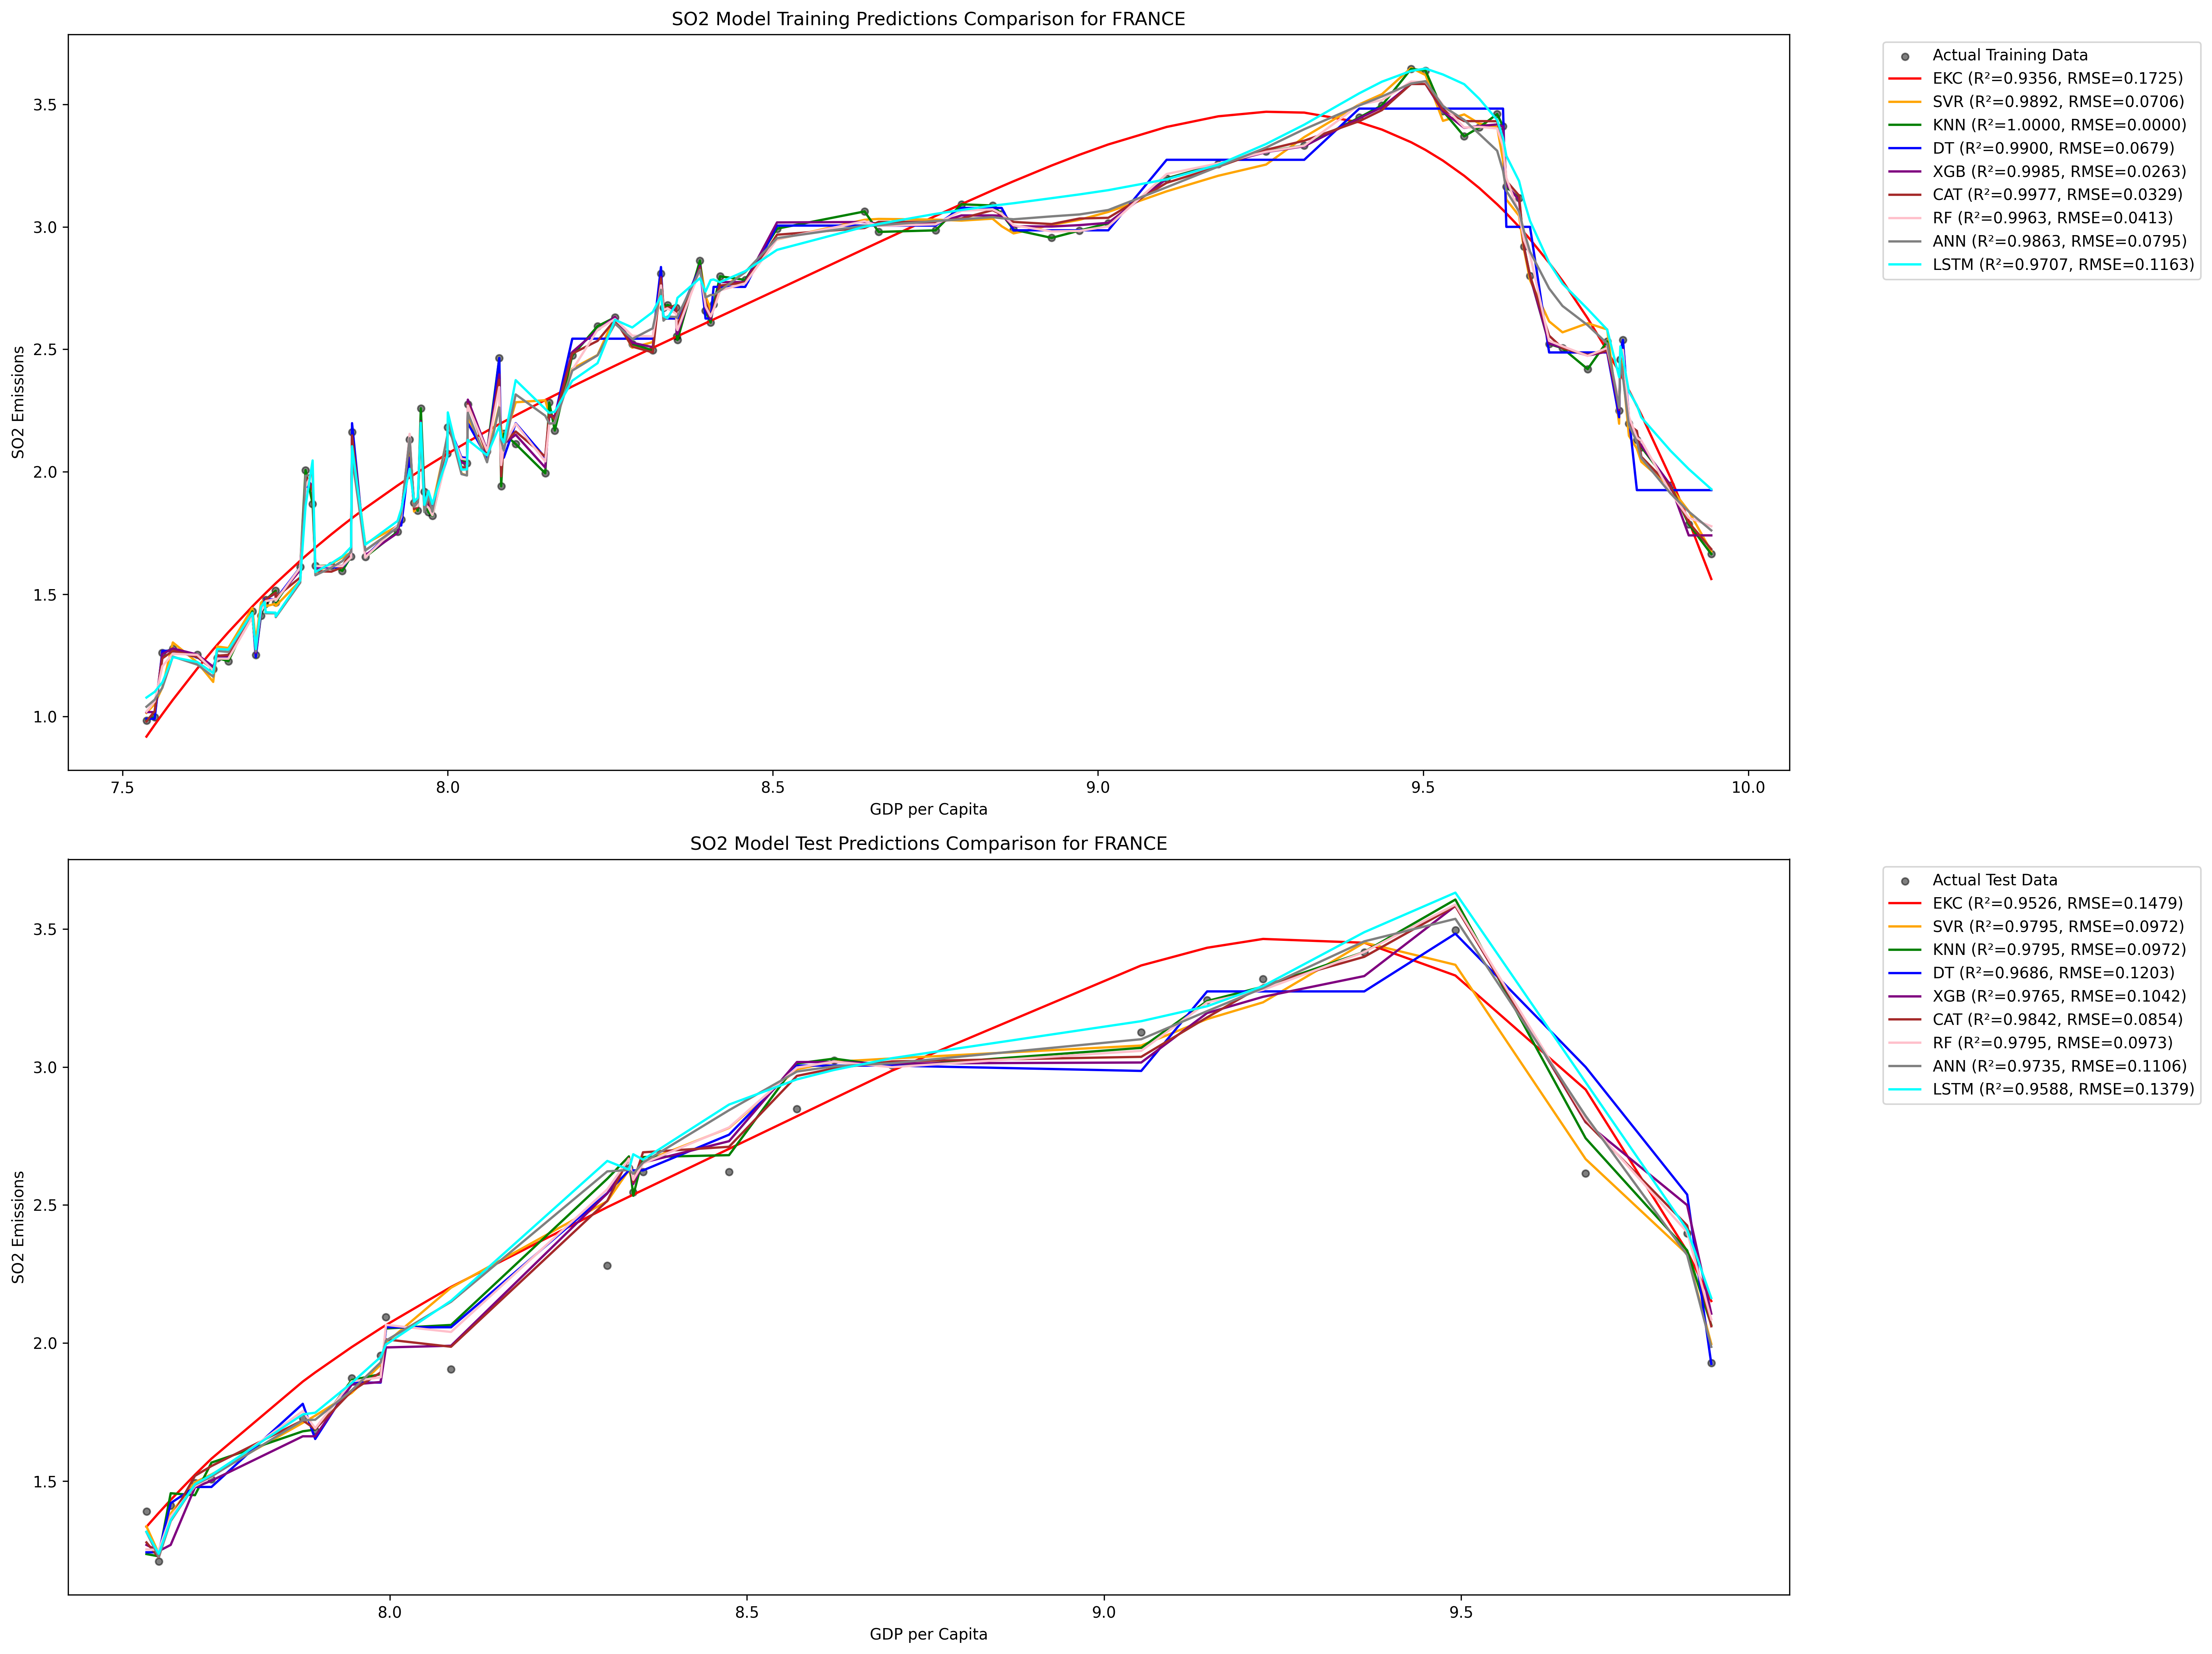 SO2 Model Training Predictions Comparison for FRANCE
SO2 Emissions
3.5
3.0
2.5
2.0
1.5
1.0
7.5 8.0 8.5 9.0 9.5 10.0
GDP per Capita
Actual Training Data
EKC (R²=0.9356, RMSE=0.1725)
SVR (R²=0.9892, RMSE=0.0706)
KNN (R²=1.0000, RMSE=0.0000)
DT (R²=0.9900, RMSE=0.0679)
XGB (R²=0.9985, RMSE=0.0263)
CAT (R²=0.9977, RMSE=0.0329)
RF (R²=0.9963, RMSE=0.0413)
ANN (R²=0.9863, RMSE=0.0795)
LSTM (R²=0.9707, RMSE=0.1163)
SO2 Model Test Predictions Comparison for FRANCE
SO2 Emissions
3.5
3.0
2.5
2.0
1.5
8.0 8.5 9.0 9.5
GDP per Capita
Actual Test Data
EKC (R²=0.9526, RMSE=0.1479)
SVR (R²=0.9795, RMSE=0.0972)
KNN (R²=0.9795, RMSE=0.0972)
DT (R²=0.9686, RMSE=0.1203)
XGB (R²=0.9765, RMSE=0.1042)
CAT (R²=0.9842, RMSE=0.0854)
RF (R²=0.9795, RMSE=0.0973)
ANN (R²=0.9735, RMSE=0.1106)
LSTM (R²=0.9588, RMSE=0.1379)